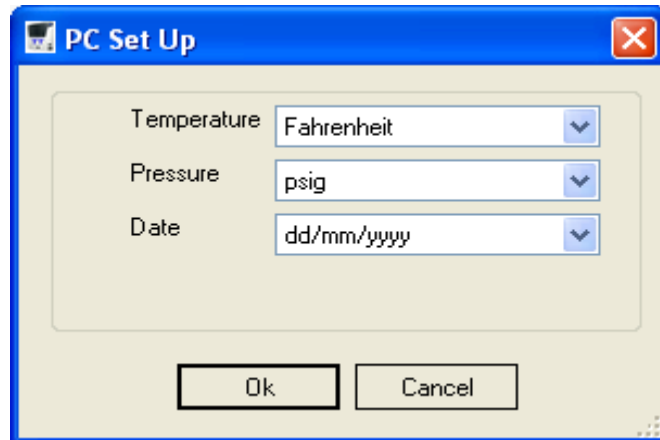 PC Set Up
Temperature Fahrenheit
Pressure psig
Date dd/mm/yyyy
Ok Cancel